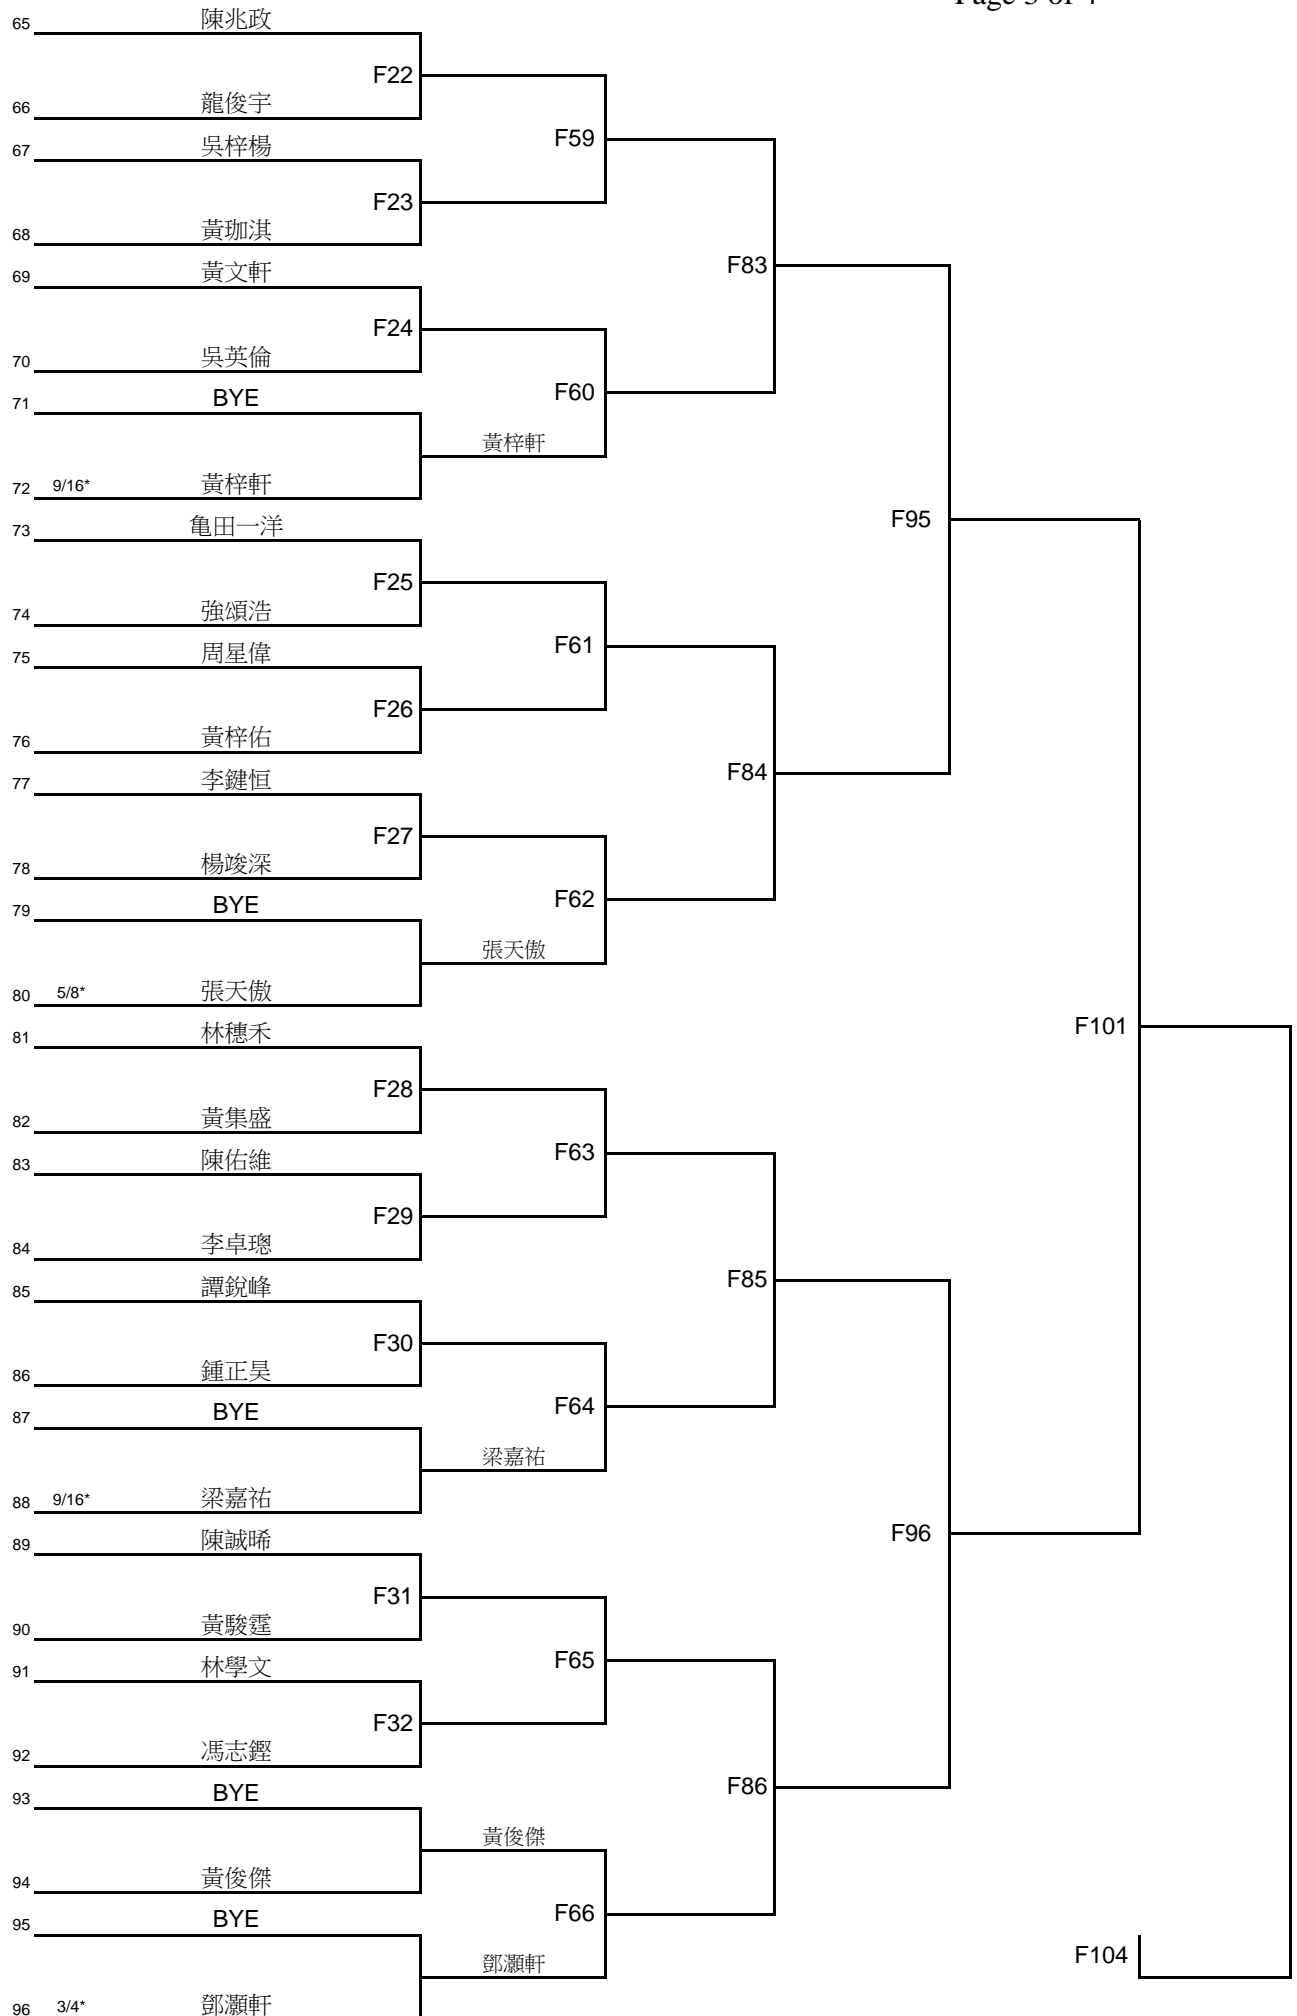 Page 3 of 4
65 陳兆政
F22
66 龍俊宇
F59
67 吳梓楊
F23
68 黃珈淇
F83
69 黃文軒
F24
70 吳英倫
F60
71 BYE
黃梓軒
72 9/16* 黃梓軒
F95
73 亀田一洋
F25
74 強頌浩
F61
75 周星偉
F26
76 黃梓佑
F84
77 李鍵恒
F27
78 楊竣深
F62
79 BYE
張天傲
80 5/8* 張天傲
F101
81 林穗禾
F28
82 黃集盛
F63
83 陳佑維
F29
84 李卓璁
F85
85 譚銳峰
F30
86 鍾正昊
F64
87 BYE
梁嘉祐
88 9/16* 梁嘉祐
F96
89 陳誠晞
F31
90 黃駿霆
F65
91 林學文
F32
92 馮志鏗
F86
93 BYE
黃俊傑
94 黃俊傑
F66
95 BYE
鄧灝軒
F104
96 3/4* 鄧灝軒